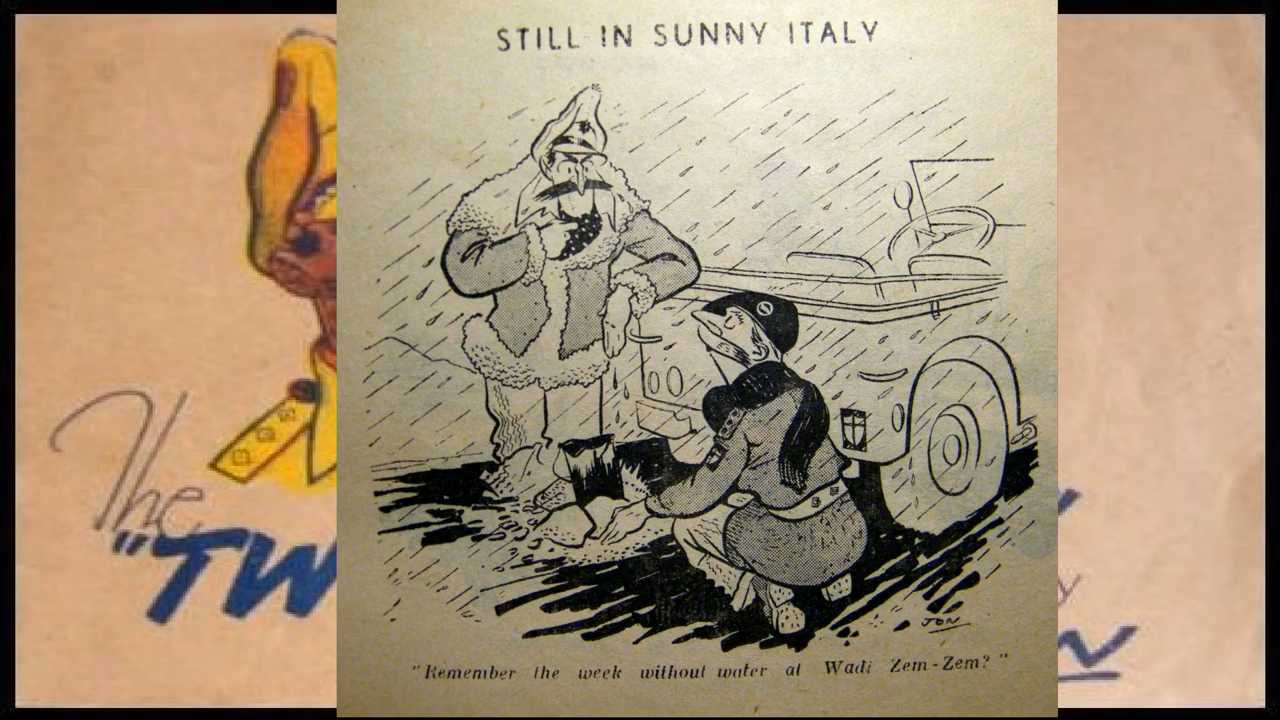 STILL IN SUNNY ITALY
The
"TW
JON
"Remember the week without water at Wadi Zem-Zem?"